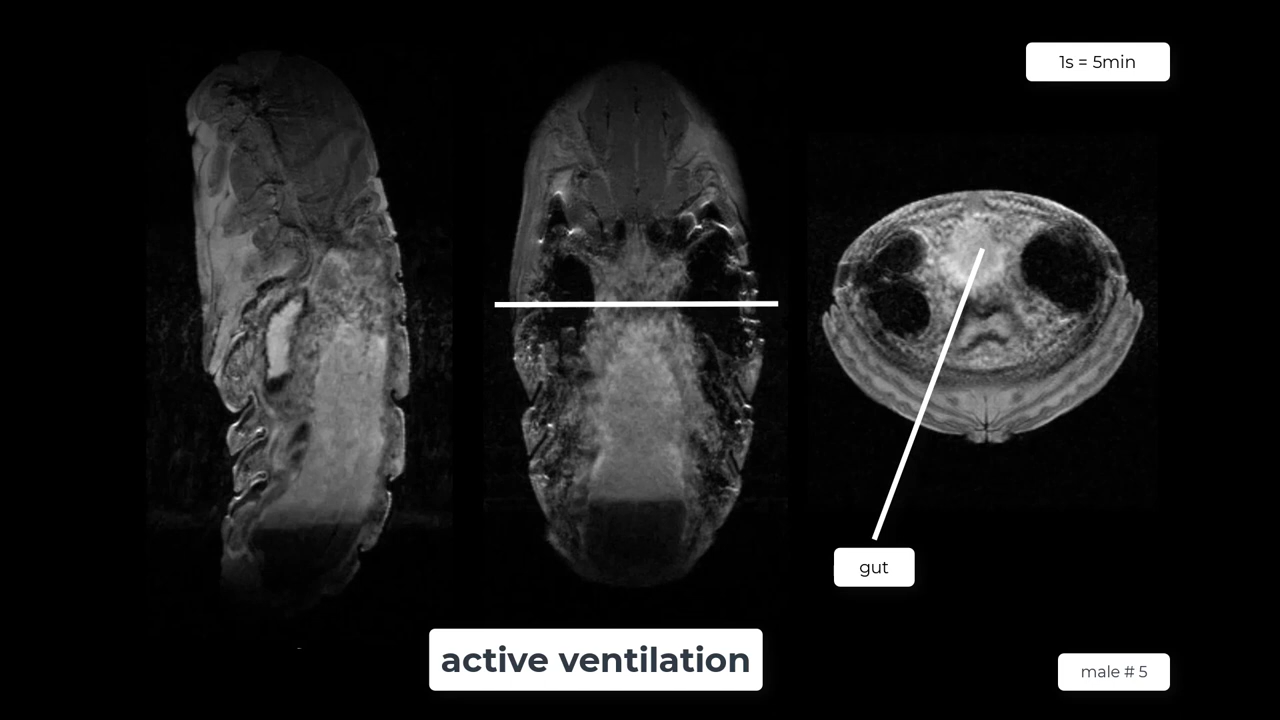 1s = 5min
gut
active ventilation
male # 5